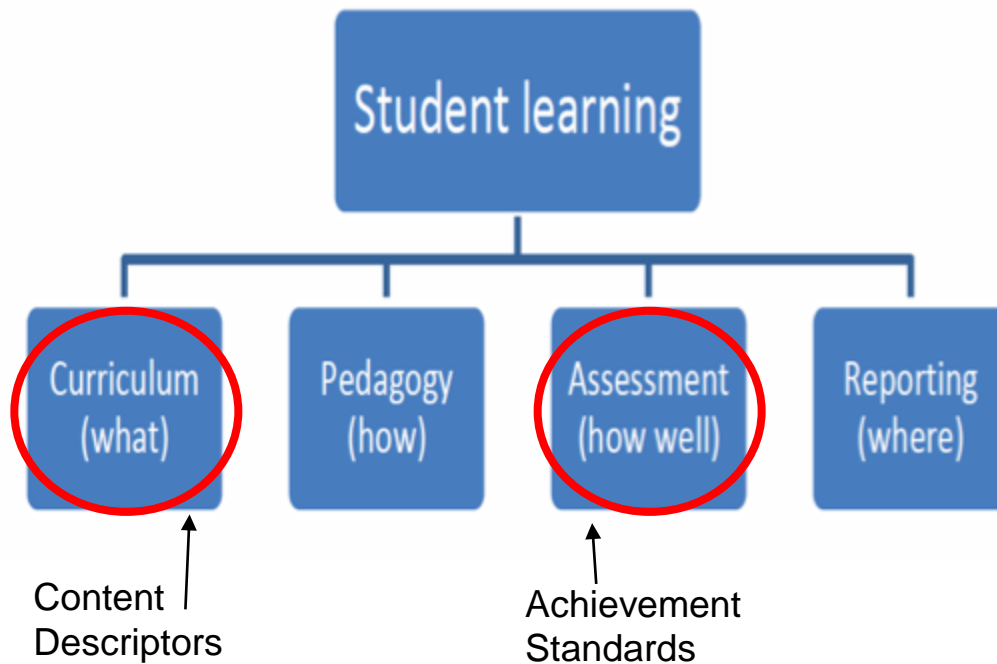 Student learning
Curriculum
(what)
Pedagogy
(how)
Assessment
(how well)
Reporting
(where)
Content
Descriptors
Achievement
Standards